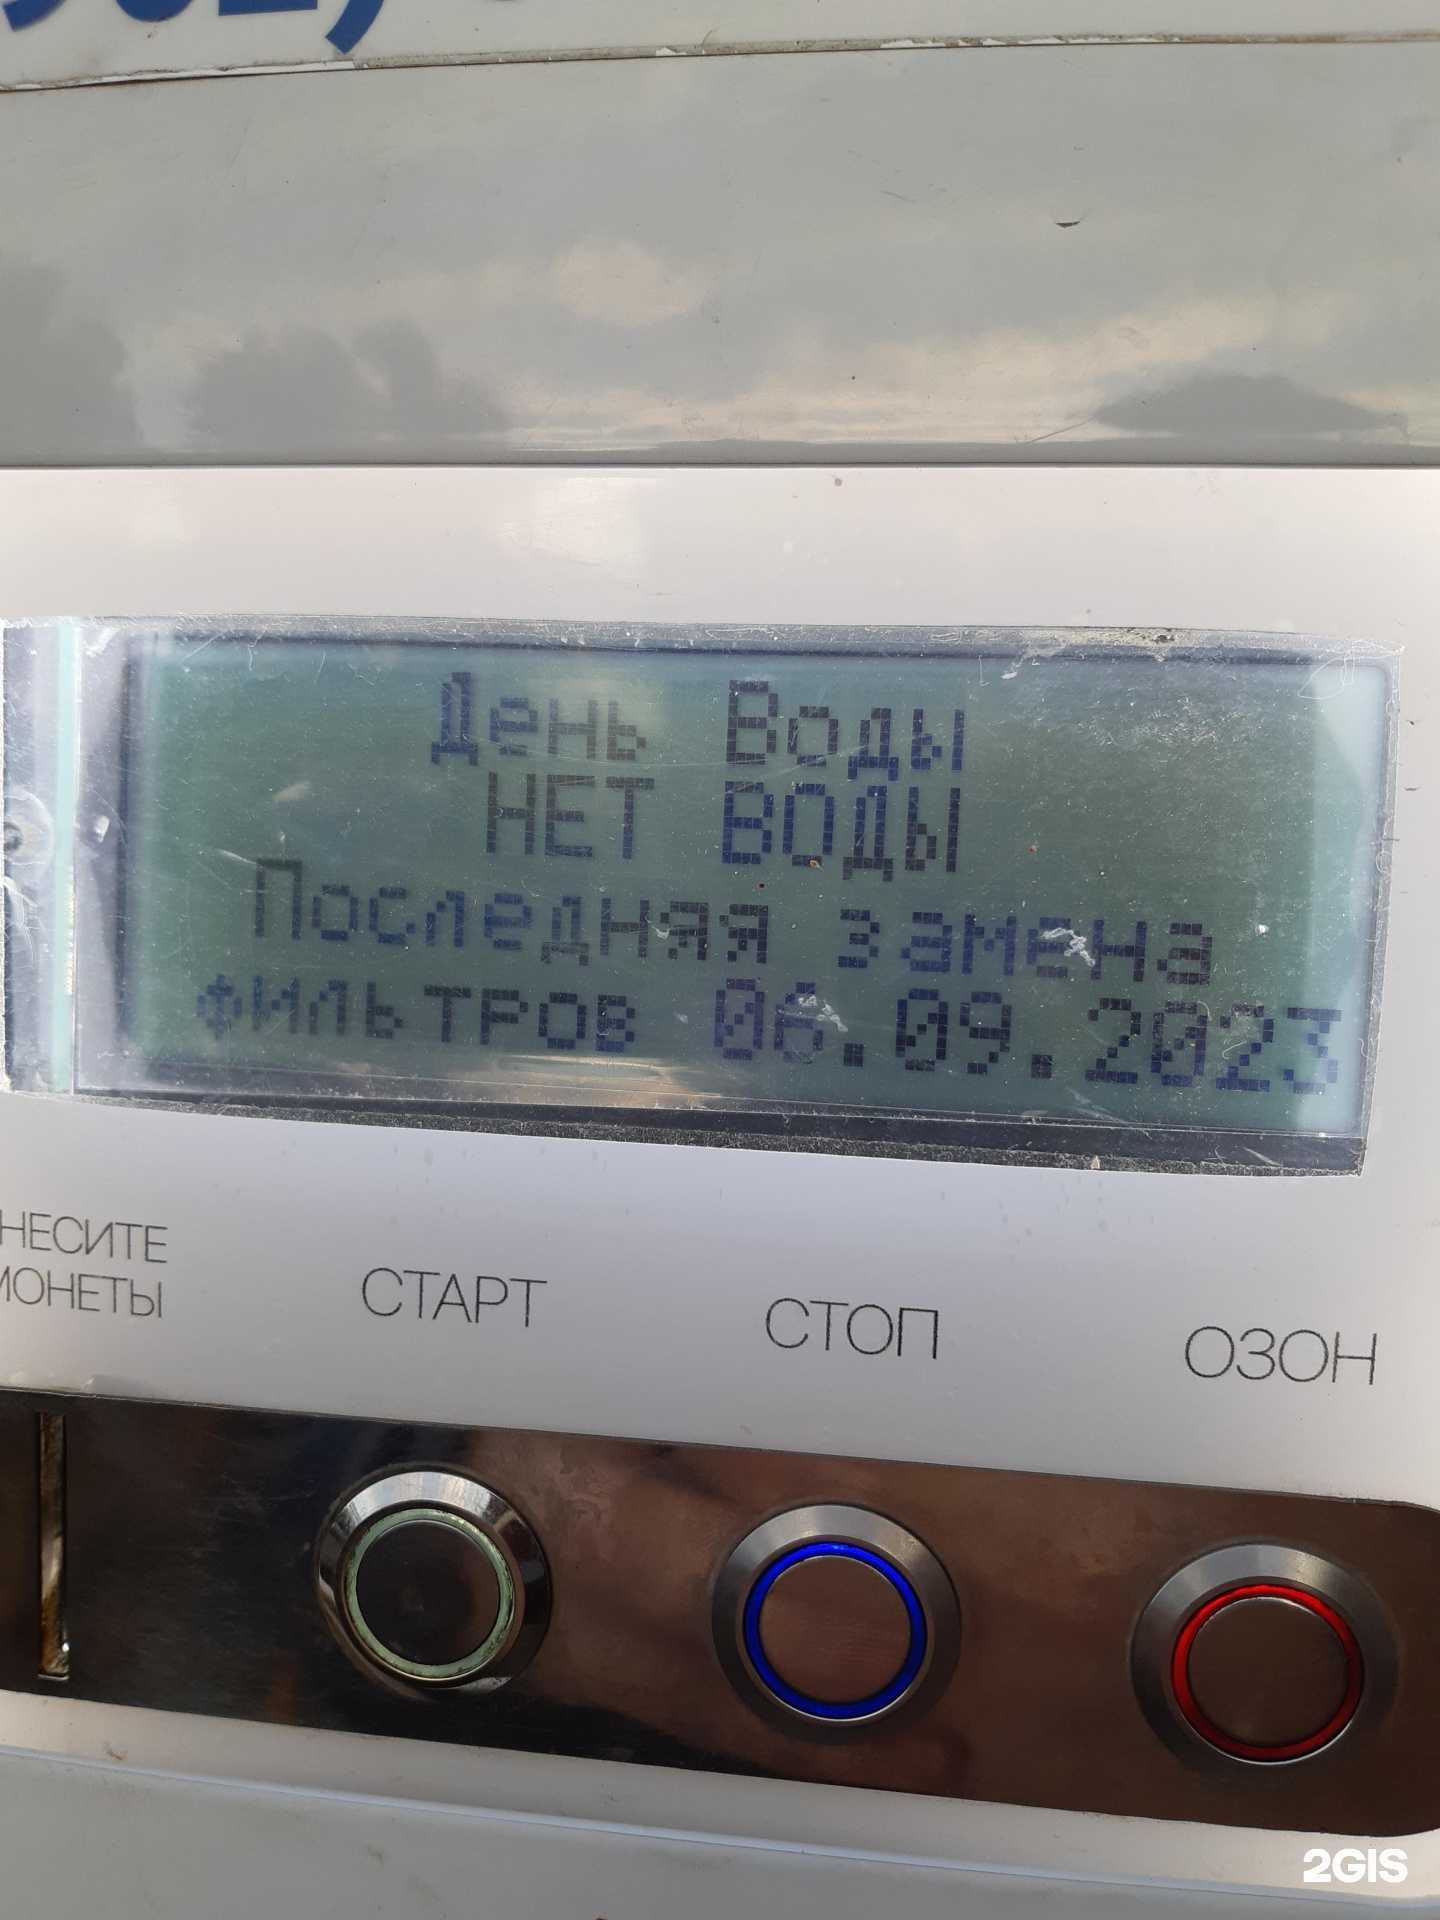 День Воды
НЕТ ВОДЫ
Последняя замена
фильтров 06.09.2023
НЕСИТЕ
МОНЕТЫ
СТАРТ
СТОП
ОЗОН
2GIS